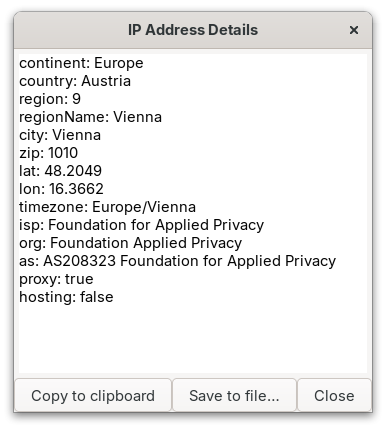 IP Address Details
continent: Europe
country: Austria
region: 9
regionName: Vienna
city: Vienna
zip: 1010
lat: 48.2049
lon: 16.3662
timezone: Europe/Vienna
isp: Foundation for Applied Privacy
org: Foundation Applied Privacy
as: AS208323 Foundation for Applied Privacy
proxy: true
hosting: false
Copy to clipboard Save to file... Close